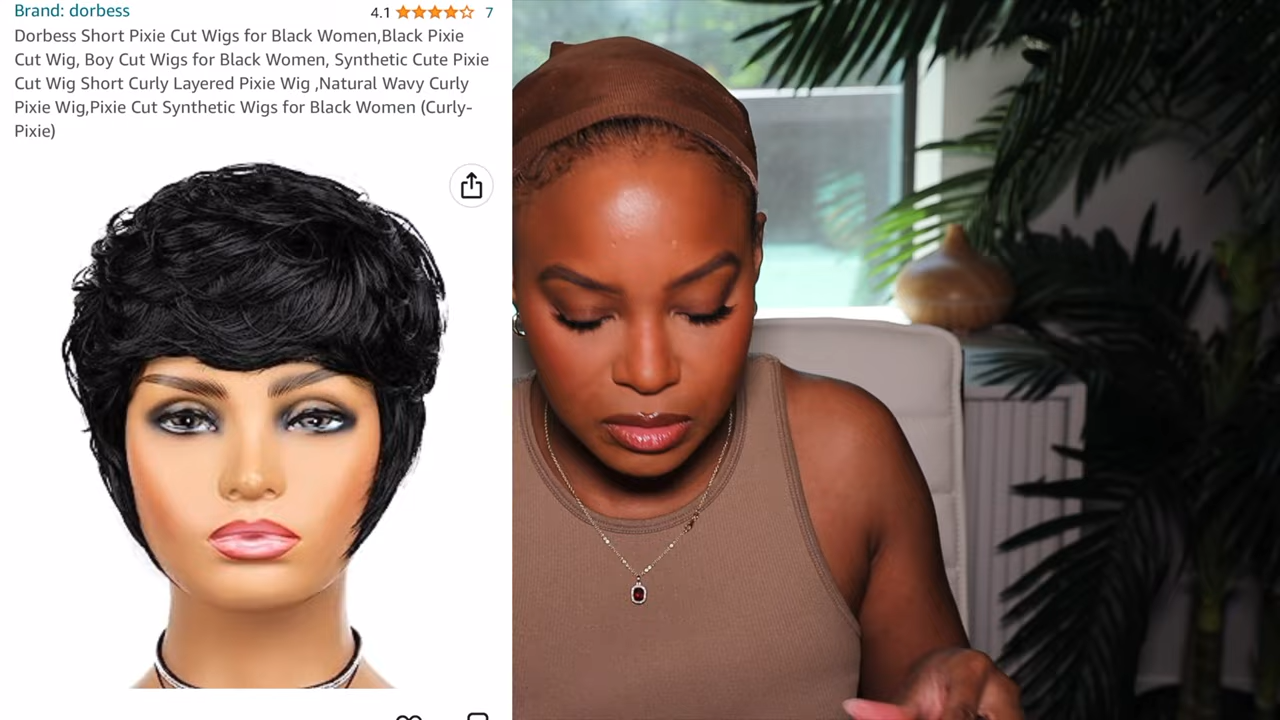 Brand: dorbess
4.1 7
Dorbess Short Pixie Cut Wigs for Black Women,Black Pixie
Cut Wig, Boy Cut Wigs for Black Women, Synthetic Cute Pixie
Cut Wig Short Curly Layered Pixie Wig ,Natural Wavy Curly
Pixie Wig,Pixie Cut Synthetic Wigs for Black Women (Curly-
Pixie)